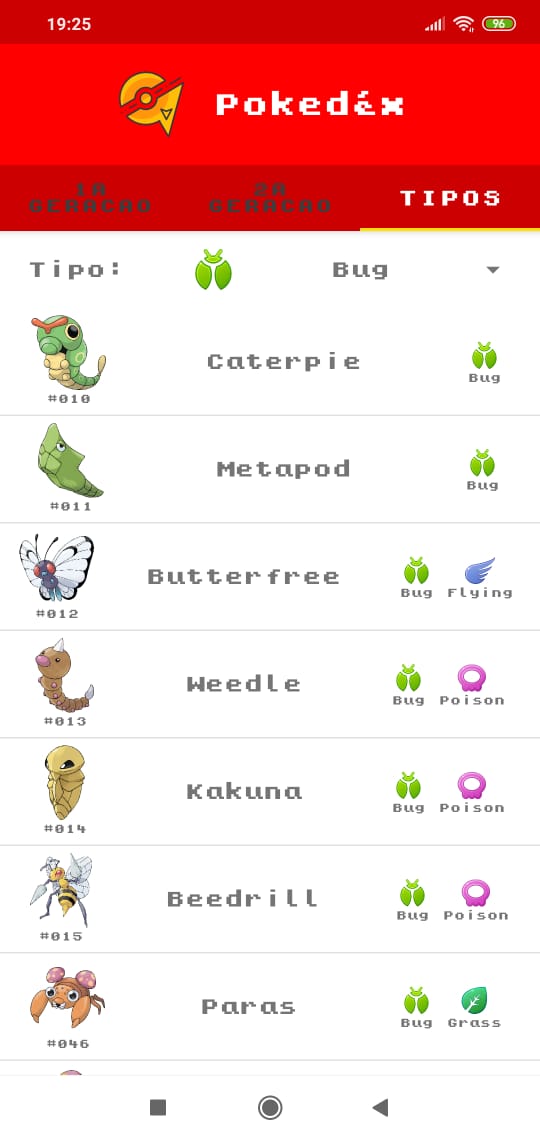 19:25
96
Pokedéx
1A GERACAO
2A GERACAO
TIPOS
Tipo: Bug
Caterpie
#010
Bug
Metapod
#011
Bug
Butterfree
#012
Bug Flying
Weedle
#013
Bug Poison
Kakuna
#014
Bug Poison
Beedrill
#015
Bug Poison
Paras
#046
Bug Grass